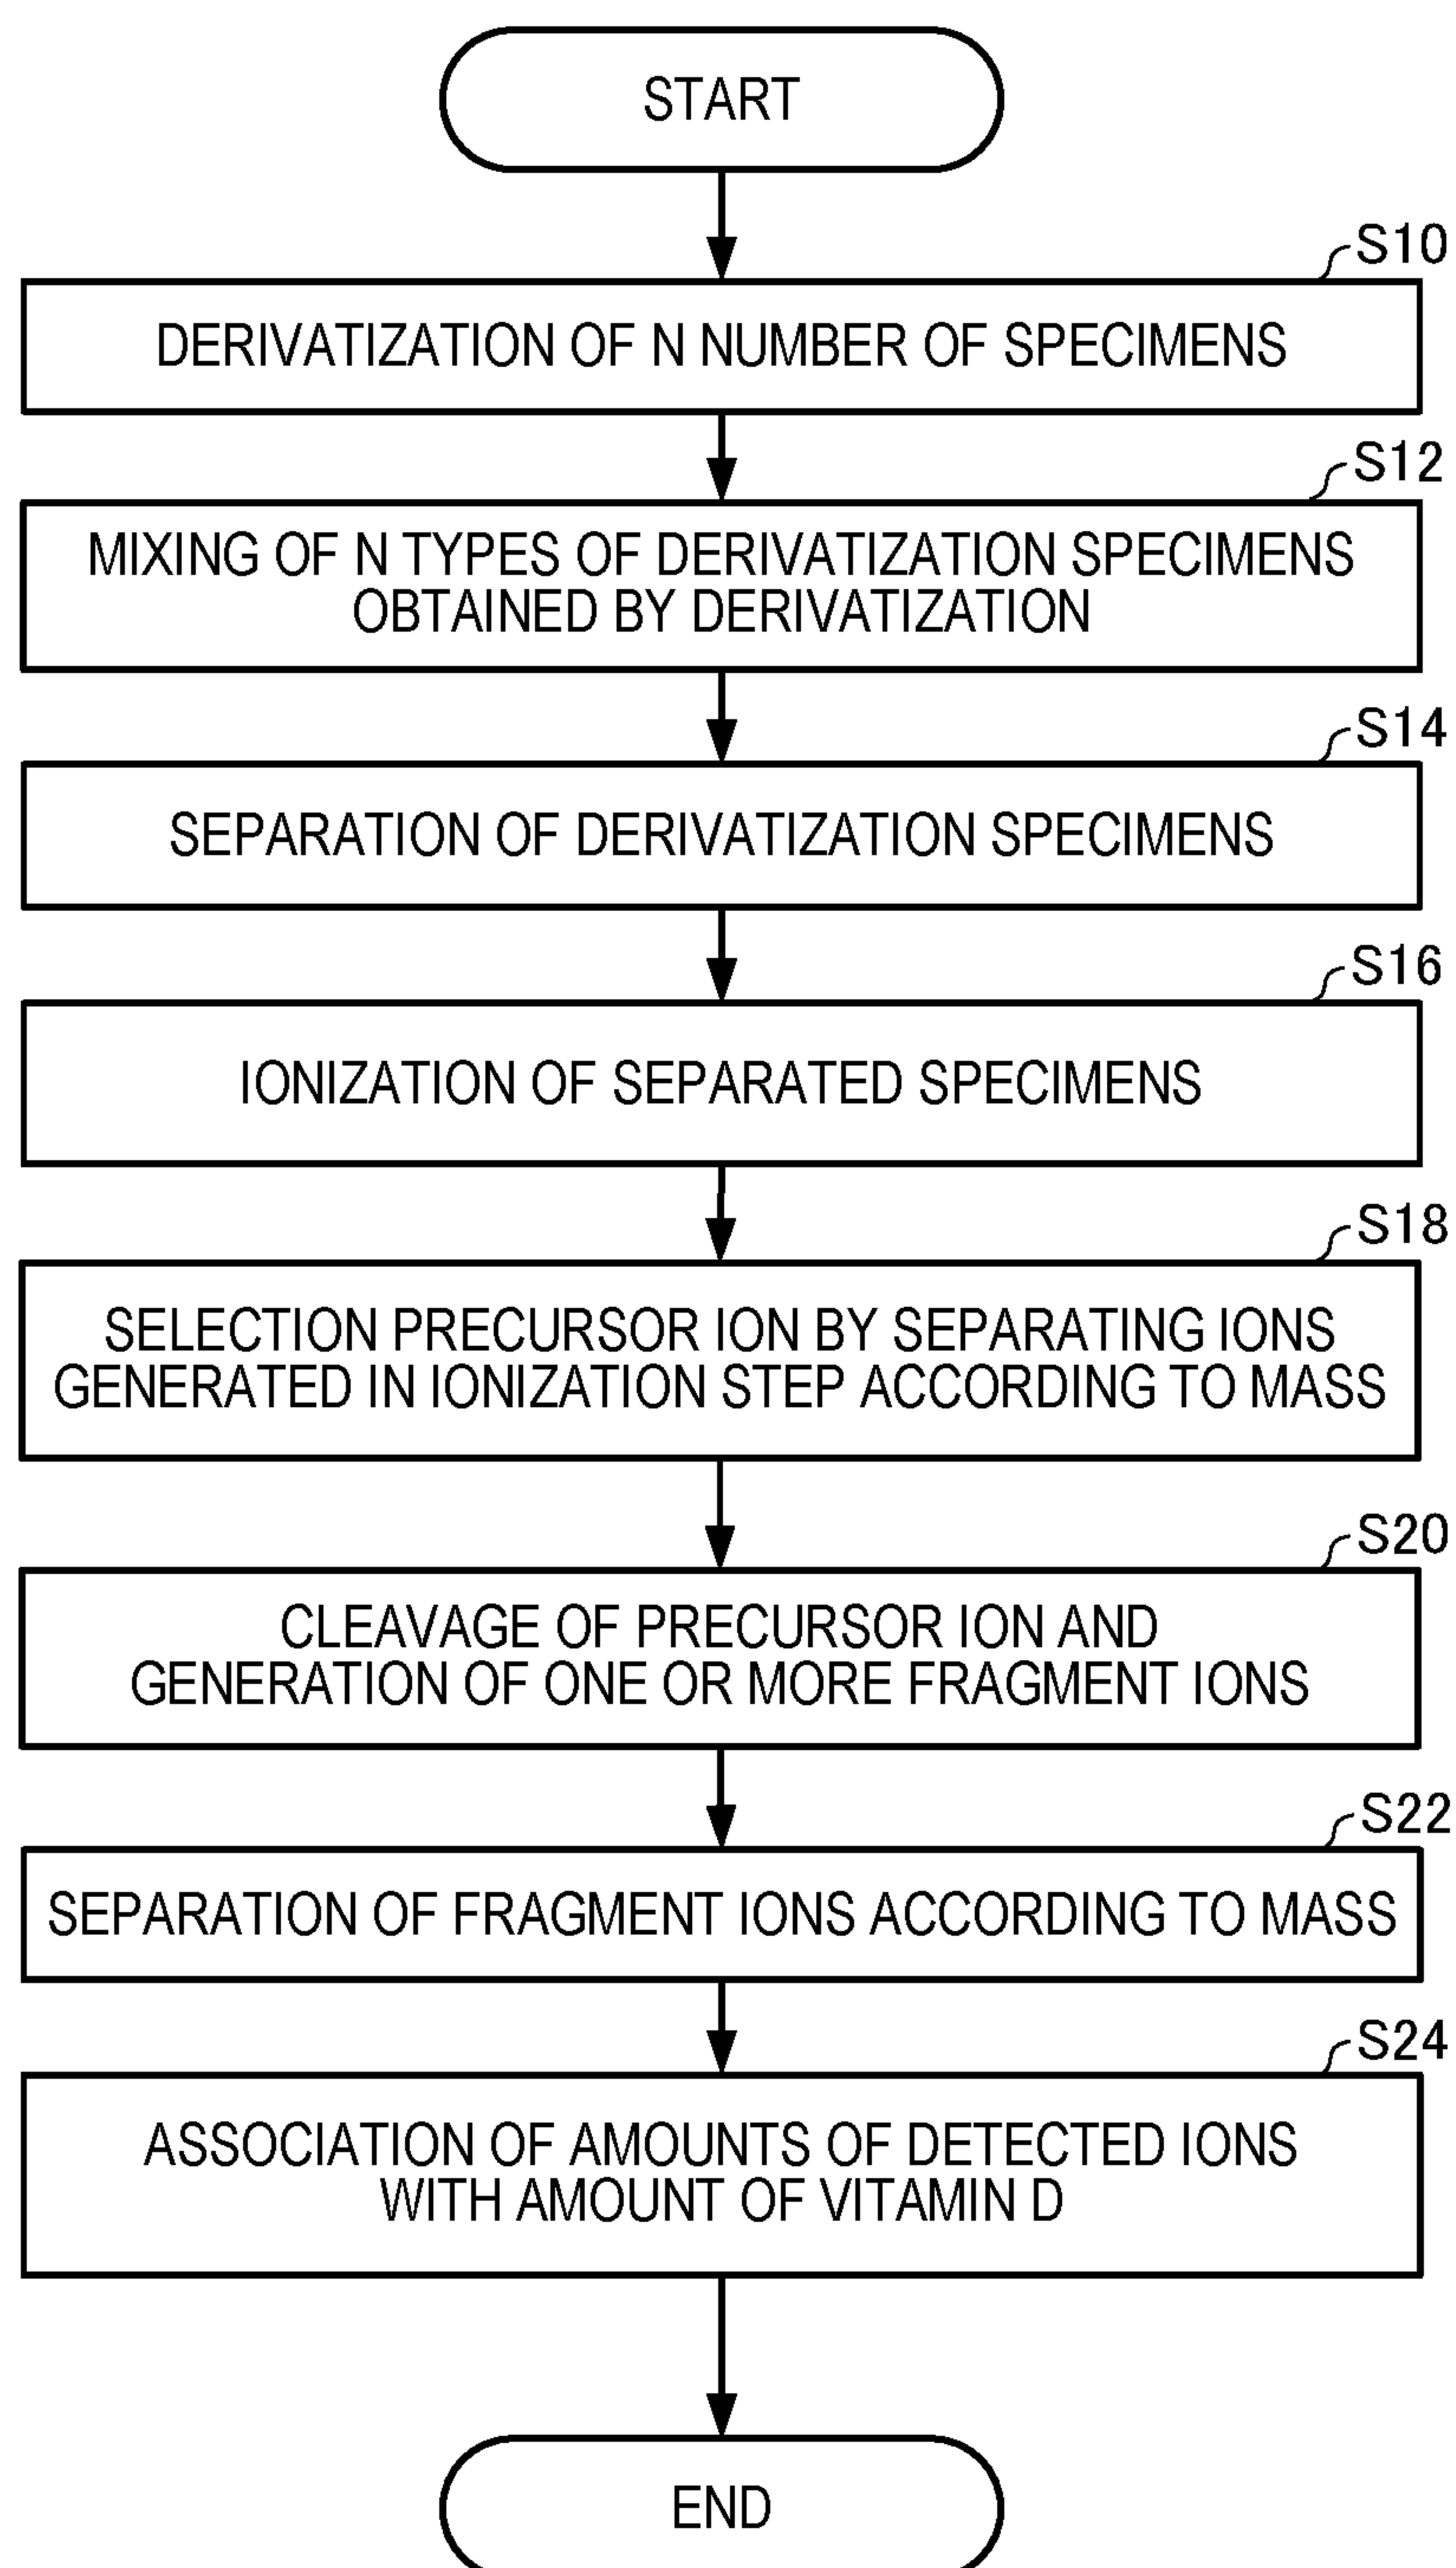 START
S10
DERIVATIZATION OF N NUMBER OF SPECIMENS
S12
MIXING OF N TYPES OF DERIVATIZATION SPECIMENS
OBTAINED BY DERIVATIZATION
S14
SEPARATION OF DERIVATIZATION SPECIMENS
S16
IONIZATION OF SEPARATED SPECIMENS
S18
SELECTION PRECURSOR ION BY SEPARATING IONS
GENERATED IN IONIZATION STEP ACCORDING TO MASS
S20
CLEAVAGE OF PRECURSOR ION AND
GENERATION OF ONE OR MORE FRAGMENT IONS
S22
SEPARATION OF FRAGMENT IONS ACCORDING TO MASS
S24
ASSOCIATION OF AMOUNTS OF DETECTED IONS
WITH AMOUNT OF VITAMIN D
END